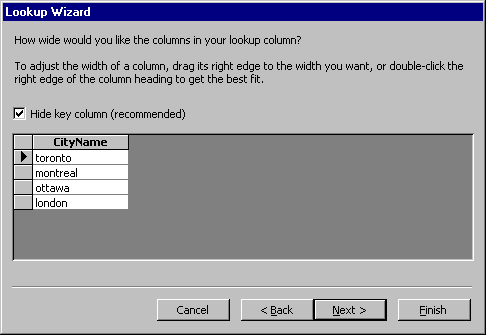 Lookup Wizard
How wide would you like the columns in your lookup column?
To adjust the width of a column, drag its right edge to the width you want, or double-click the
right edge of the column heading to get the best fit.
Hide key column (recommended)
CityName
toronto
montreal
ottawa
london
Cancel
< Back
Next >
Finish